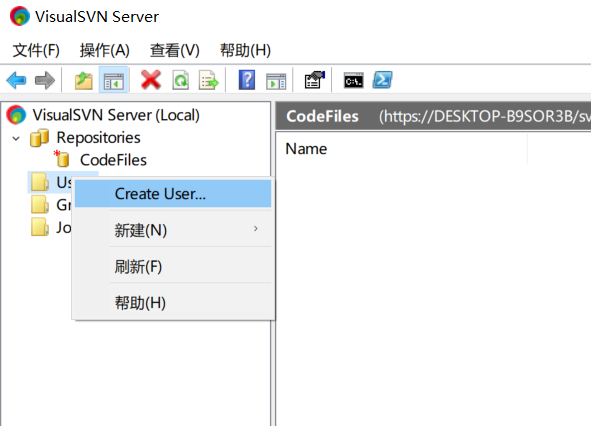 VisualSVN Server
文件(F) 操作(A) 查看(V) 帮助(H)
VisualSVN Server (Local)
Repositories
CodeFiles
Create User...
新建(N)
刷新(F)
帮助(H)
CodeFiles (https://DESKTOP-B9SOR3B/sv
Name